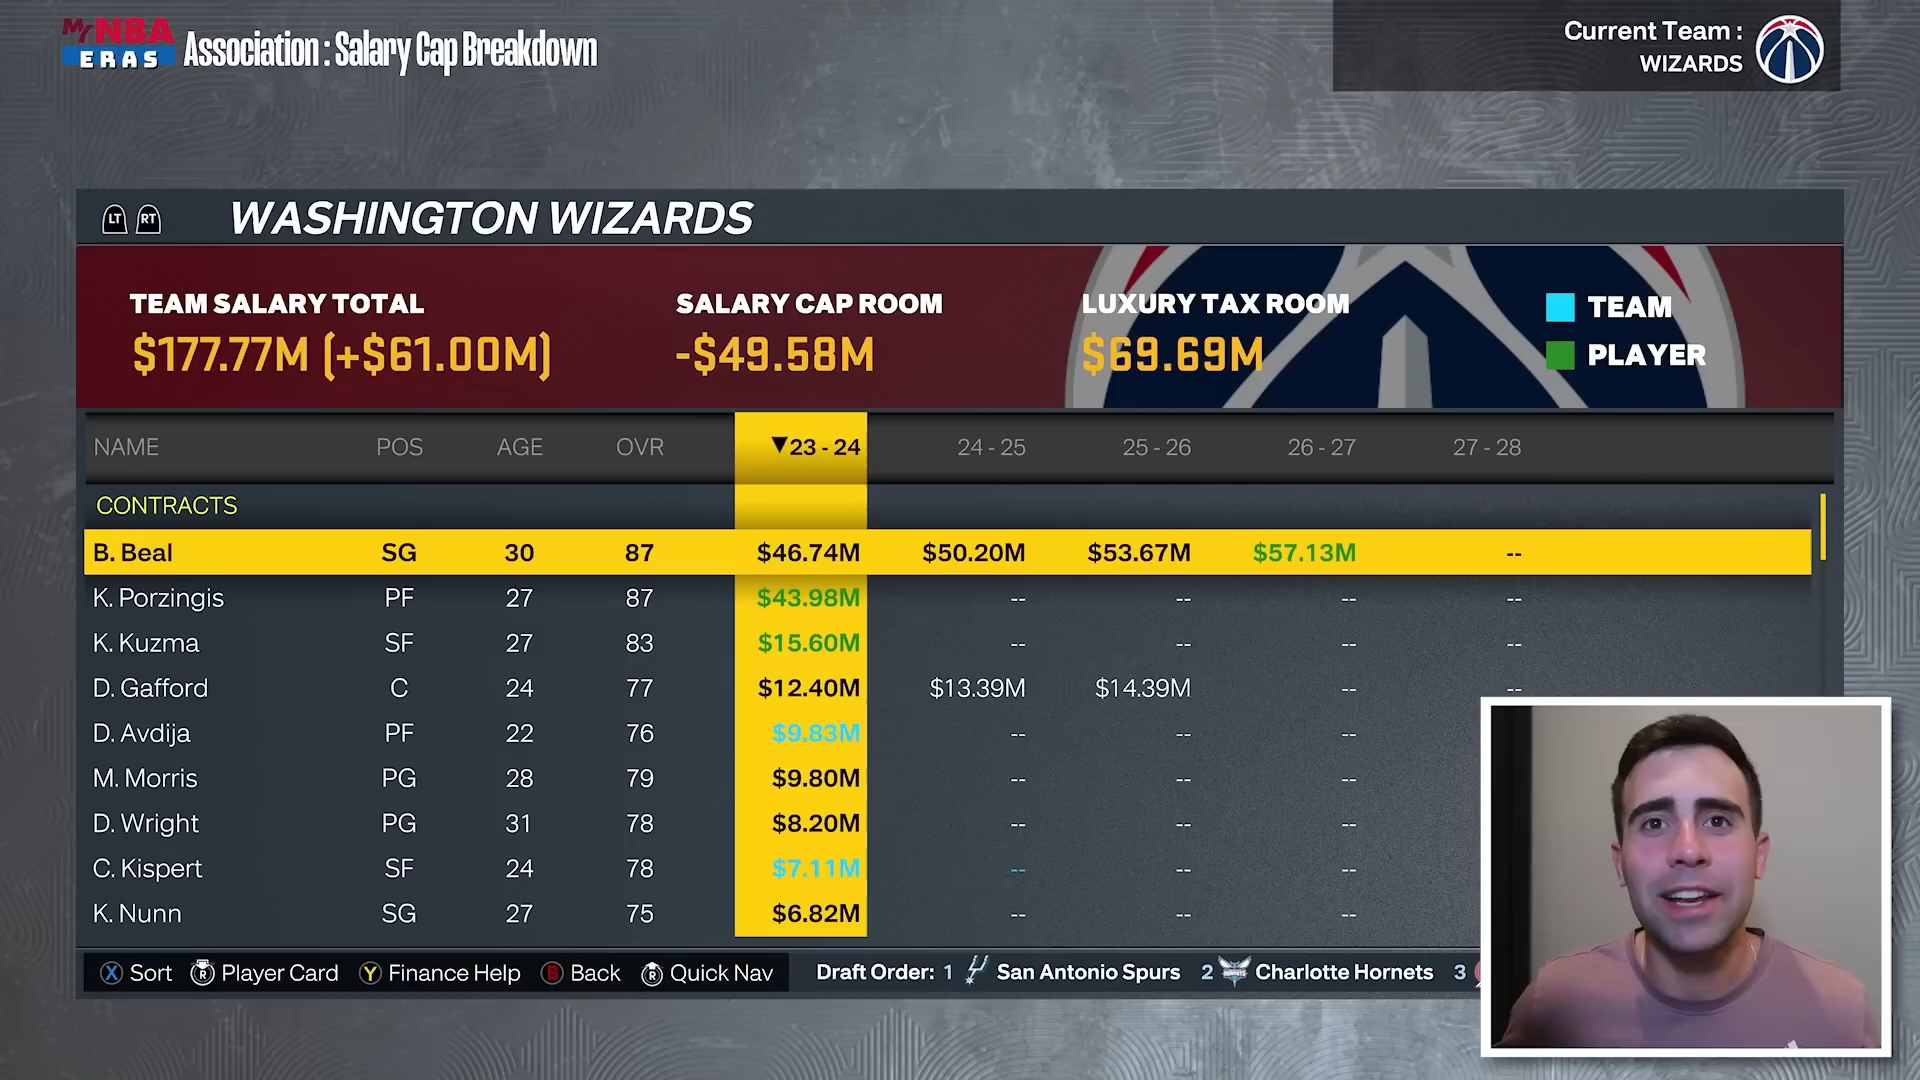 My NBA
ERAS
Association : Salary Cap Breakdown
Current Team :
WIZARDS
LT RT WASHINGTON WIZARDS
TEAM SALARY TOTAL SALARY CAP ROOM LUXURY TAX ROOM TEAM
$177.77M (+$61.00M) -$49.58M $69.69M PLAYER
NAME POS AGE OVR ▼23 - 24 24 - 25 25 - 26 26 - 27 27 - 28
CONTRACTS
B. Beal SG 30 87 $46.74M $50.20M $53.67M $57.13M --
K. Porzingis PF 27 87 $43.98M -- -- -- --
K. Kuzma SF 27 83 $15.60M -- -- -- --
D. Gafford C 24 77 $12.40M $13.39M $14.39M -- --
D. Avdija PF 22 76 $9.83M -- -- --
M. Morris PG 28 79 $9.80M -- -- --
D. Wright PG 31 78 $8.20M -- -- --
C. Kispert SF 24 78 $7.11M -- -- --
K. Nunn SG 27 75 $6.82M -- -- --
X Sort R Player Card Y Finance Help B Back R Quick Nav Draft Order: 1 San Antonio Spurs 2 Charlotte Hornets 3